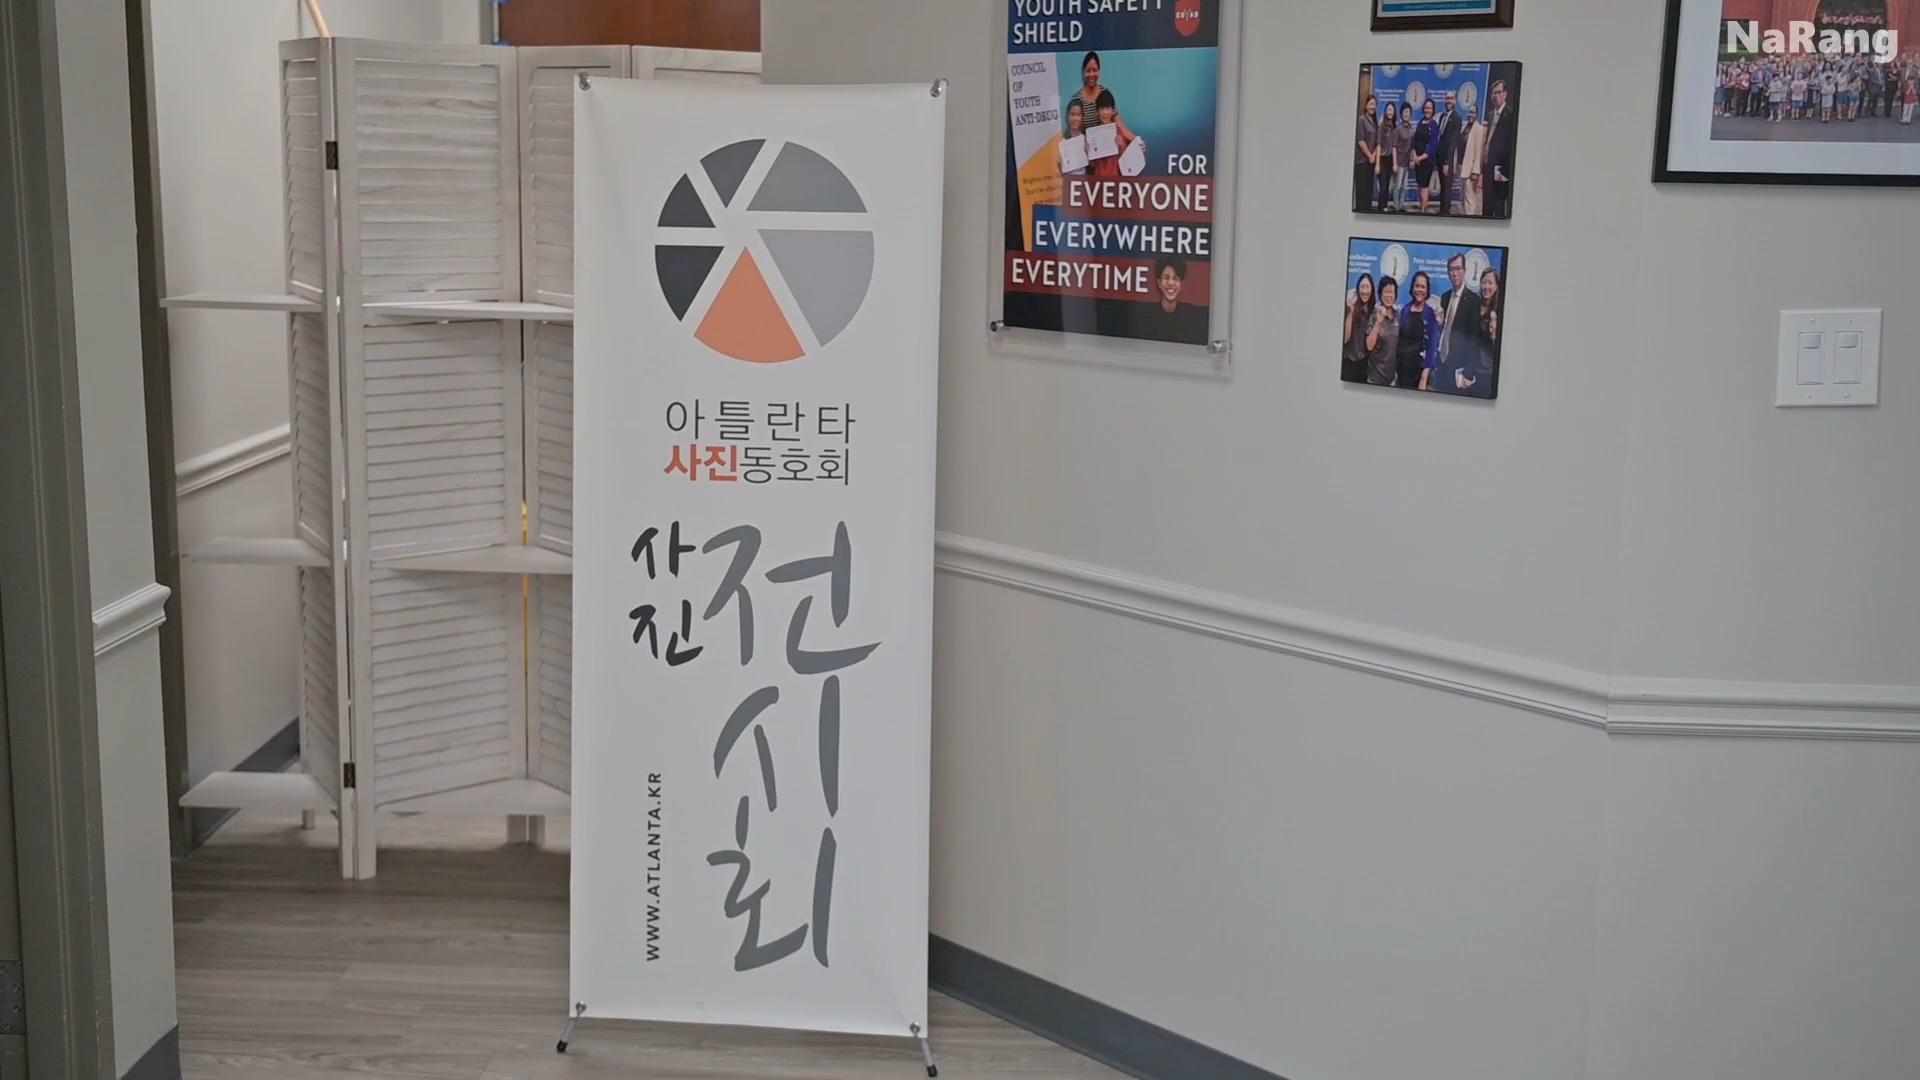 NaRang
아틀란타
사진동호회
사진
전시회
WWW.ATLANTA.KR
YOUTH SAFETY
SHIELD
COUNCIL
OF
YOUTH
ANTI-DRUG
FOR
EVERYONE
EVERYWHERE
EVERYTIME